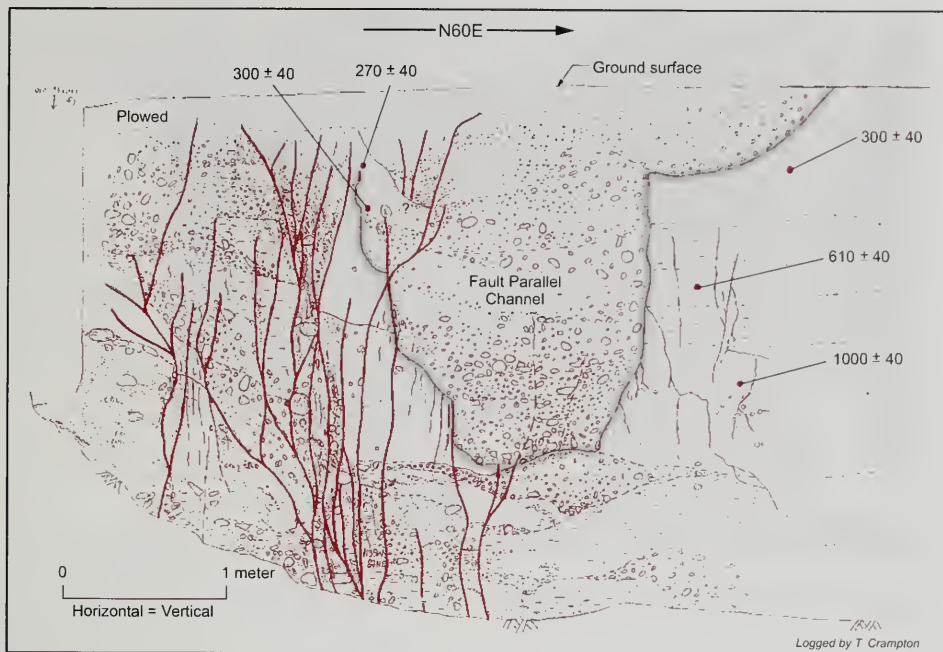 N60E
300 ± 40
270 ± 40
Ground surface
Plowed
300 ± 40
610 ± 40
Fault Parallel
Channel
1000 ± 40
0
1 meter
Horizontal = Vertical
Logged by T Crampton
?